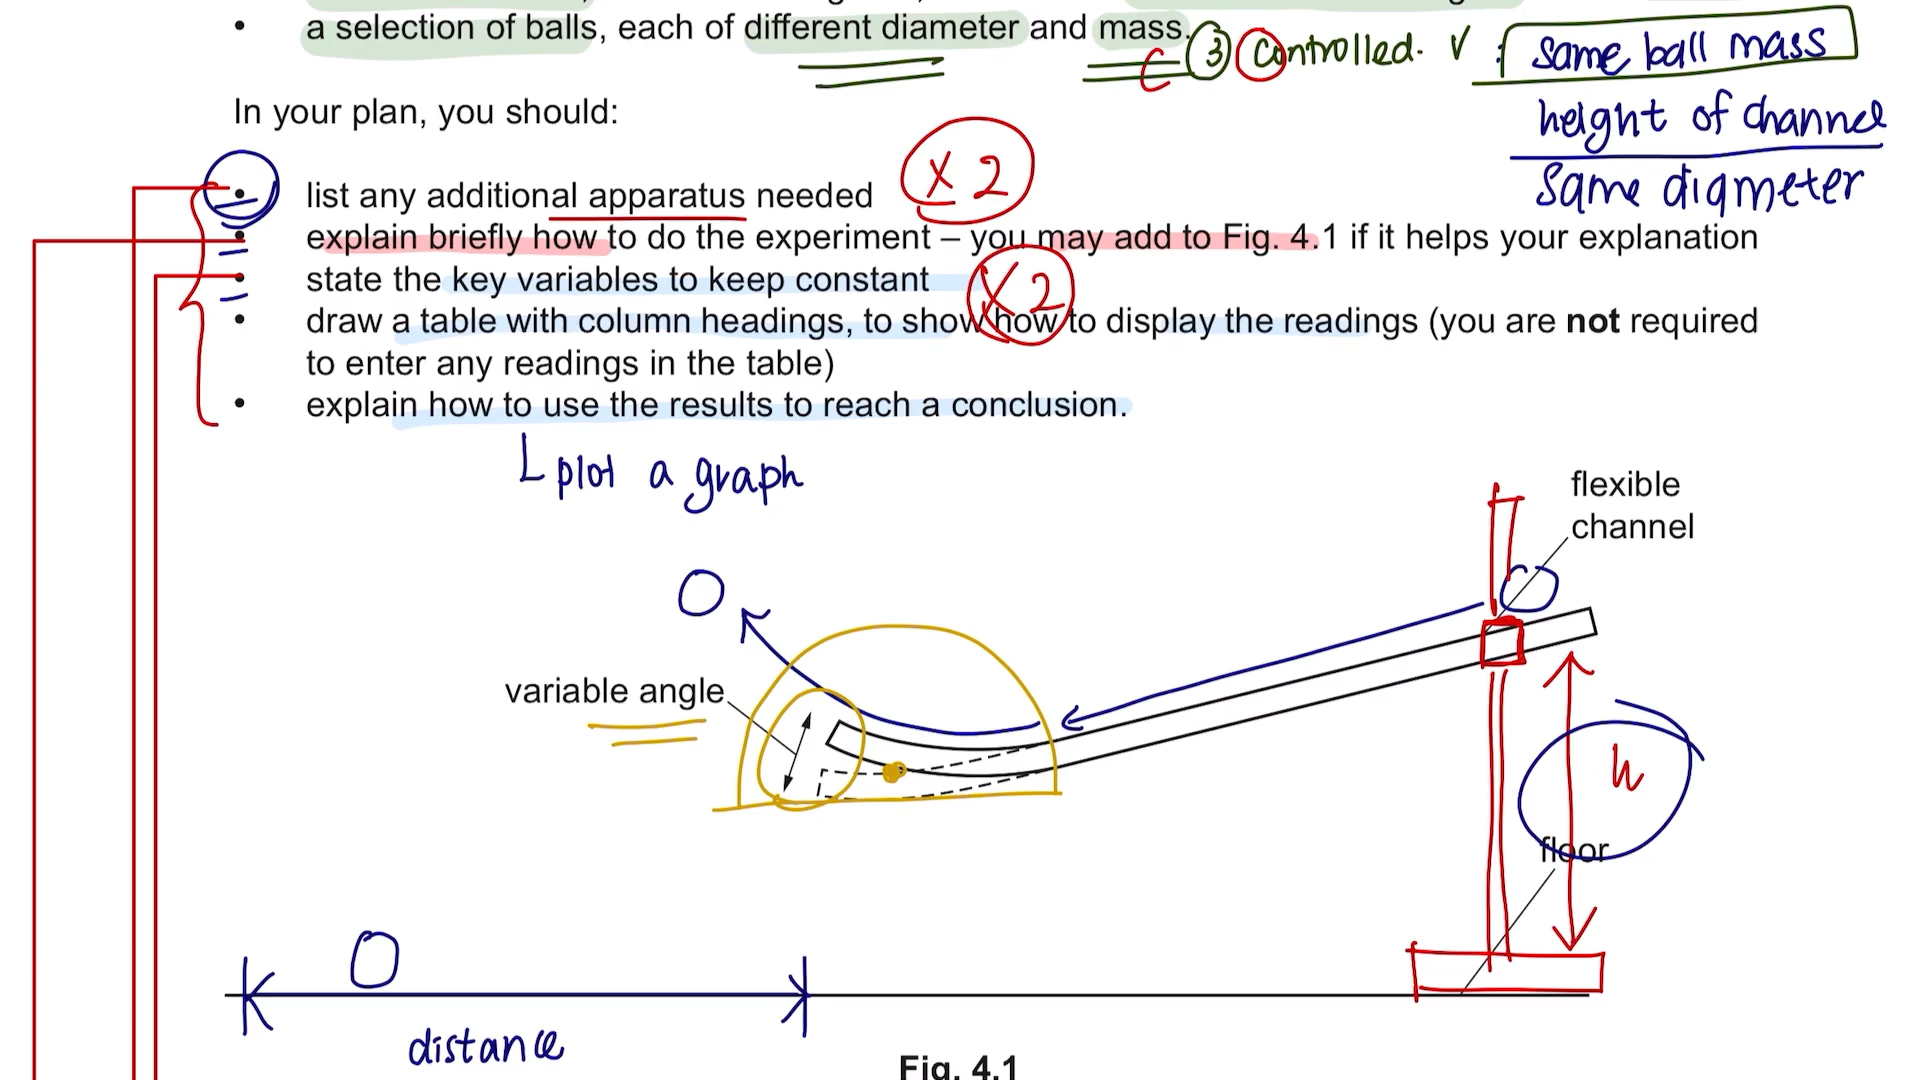 • a selection of balls, each of different diameter and mass.
C ③ Controlled. V : same ball mass
height of channel
same diameter
In your plan, you should:
• list any additional apparatus needed
X 2
• explain briefly how to do the experiment – you may add to Fig. 4.1 if it helps your explanation
• state the key variables to keep constant
X 2
• draw a table with column headings, to show how to display the readings (you are not required
to enter any readings in the table)
• explain how to use the results to reach a conclusion.
plot a graph
flexible
channel
variable angle
h
floor
distance
Fig. 4.1